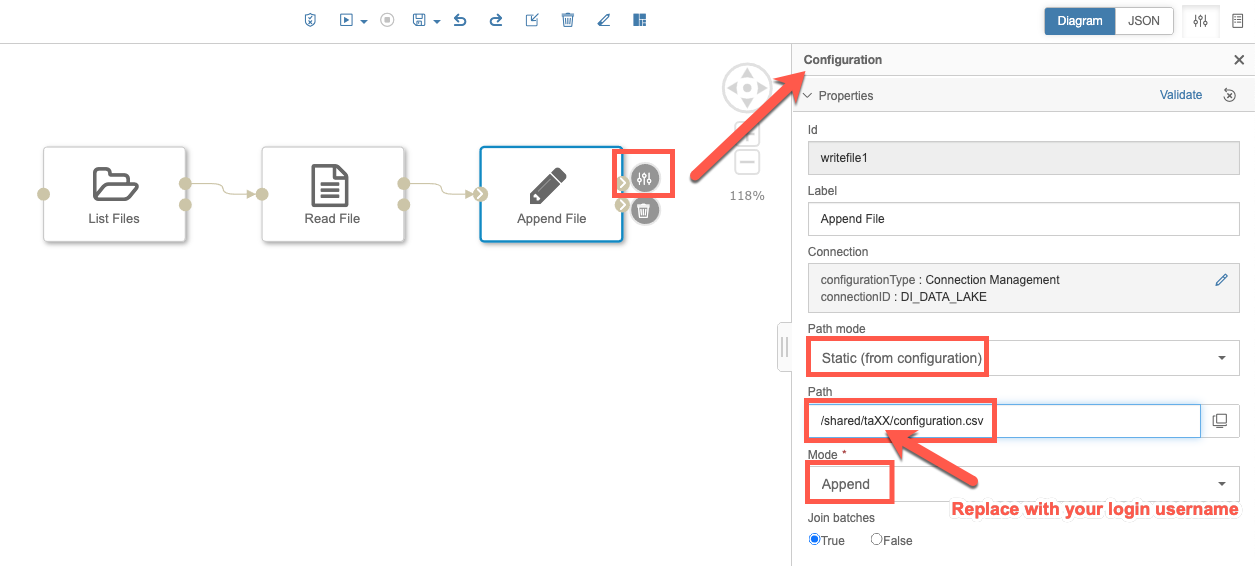 Diagram
JSON
Configuration
Properties
Validate
Id
writefile1
Label
Append File
Connection
configurationType : Connection Management
connectionID : DI_DATA_LAKE
Path mode
Static (from configuration)
Path
/shared/taXX/configuration.csv
Mode *
Append
Replace with your login username
Join batches
True
False
List Files
Read File
Append File
118%